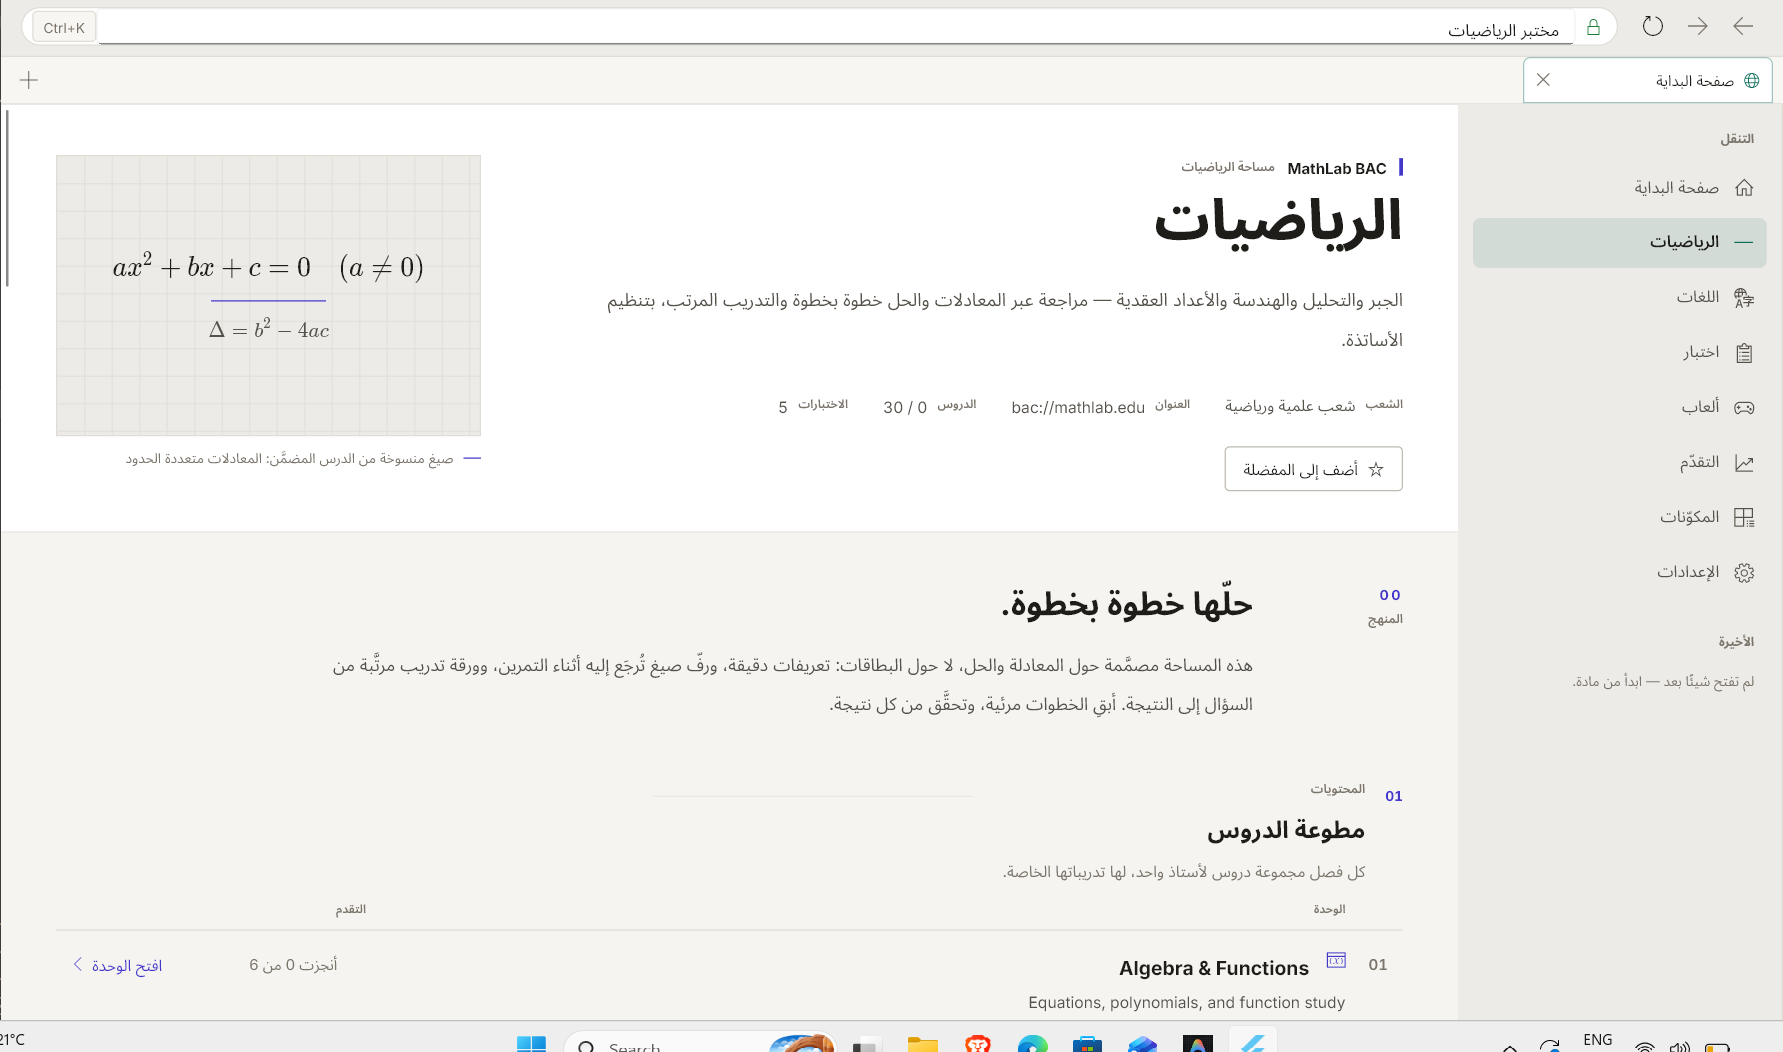 مختبر الرياضيات
Ctrl+K
صفحة البداية
التنقل
صفحة البداية
الرياضيات
اللغات
اختبار
ألعاب
التقدّم
المكوّنات
الإعدادات
الأخيرة
لم تفتح شيئًا بعد — ابدأ من مادة.
MathLab BAC مساحة الرياضيات
الرياضيات
الجبر والتحليل والهندسة والأعداد العقدية — مراجعة عبر المعادلات والحل خطوة بخطوة والتدريب المرتب، بتنظيم
الأساتذة.
الشعب شعب علمية ورياضية العنوان bac://mathlab.edu الدروس 0 / 30 الاختبارات 5
أضف إلى المفضلة
ax² + bx + c = 0 (a ≠ 0)
Δ = b² − 4ac
صيغ منسوخة من الدرس المضمَّن: المعادلات متعددة الحدود
00
المنهج
حلّها خطوة بخطوة.
هذه المساحة مصمَّمة حول المعادلة والحل، لا حول البطاقات: تعريفات دقيقة، ورفّ صيغ تُرجَع إليه أثناء التمرين، وورقة تدريب مرتَّبة من
السؤال إلى النتيجة. أبقِ الخطوات مرئية، وتحقَّق من كل نتيجة.
01
المحتويات
مطوعة الدروس
كل فصل مجموعة دروس لأستاذ واحد، لها تدريباتها الخاصة.
الوحدة التقدم
01 Algebra & Functions أنجزت 0 من 6 افتح الوحدة
Equations, polynomials, and function study
21°C
Search
ENG